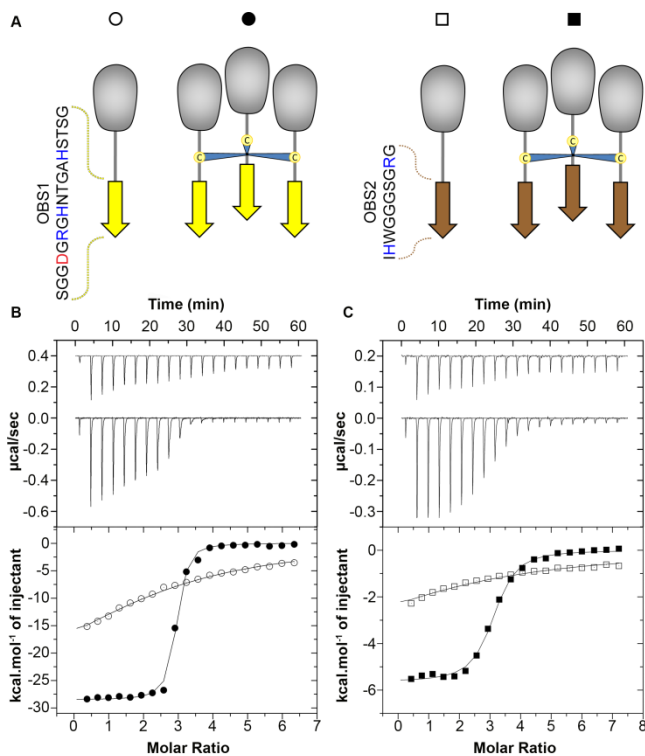 A
OBS1
SGGDGRGHNTGAHSTSG
C
C
C
OBS2
IHWGGGSGRG
C
C
C
B
Time (min)
0 10 20 30 40 50 60
0.4
0.2
0.0
-0.2
-0.4
-0.6
µcal/sec
0
-5
-10
-15
-20
-25
-30
kcal.mol⁻¹ of injectant
0 1 2 3 4 5 6 7
Molar Ratio
C
Time (min)
0 10 20 30 40 50 60
0.2
0.1
0.0
-0.1
-0.2
-0.3
µcal/sec
0
-2
-4
-6
kcal.mol⁻¹ of injectant
0 1 2 3 4 5 6 7 8
Molar Ratio